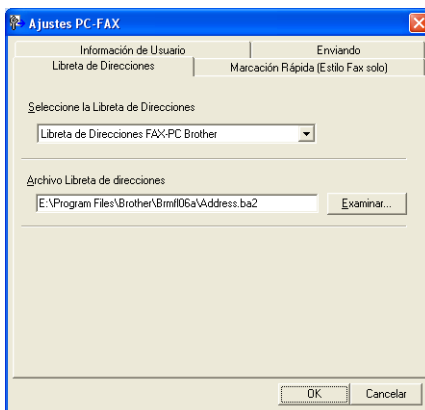 Ajustes PC-FAX
Información de Usuario
Enviando
Libreta de Direcciones
Marcación Rápida (Estilo Fax solo)
Seleccione la Libreta de Direcciones
Libreta de Direcciones FAX-PC Brother
Archivo Libreta de direcciones
E:\Program Files\Brother\Brmfl06a\Address.ba2
Examinar...
OK
Cancelar